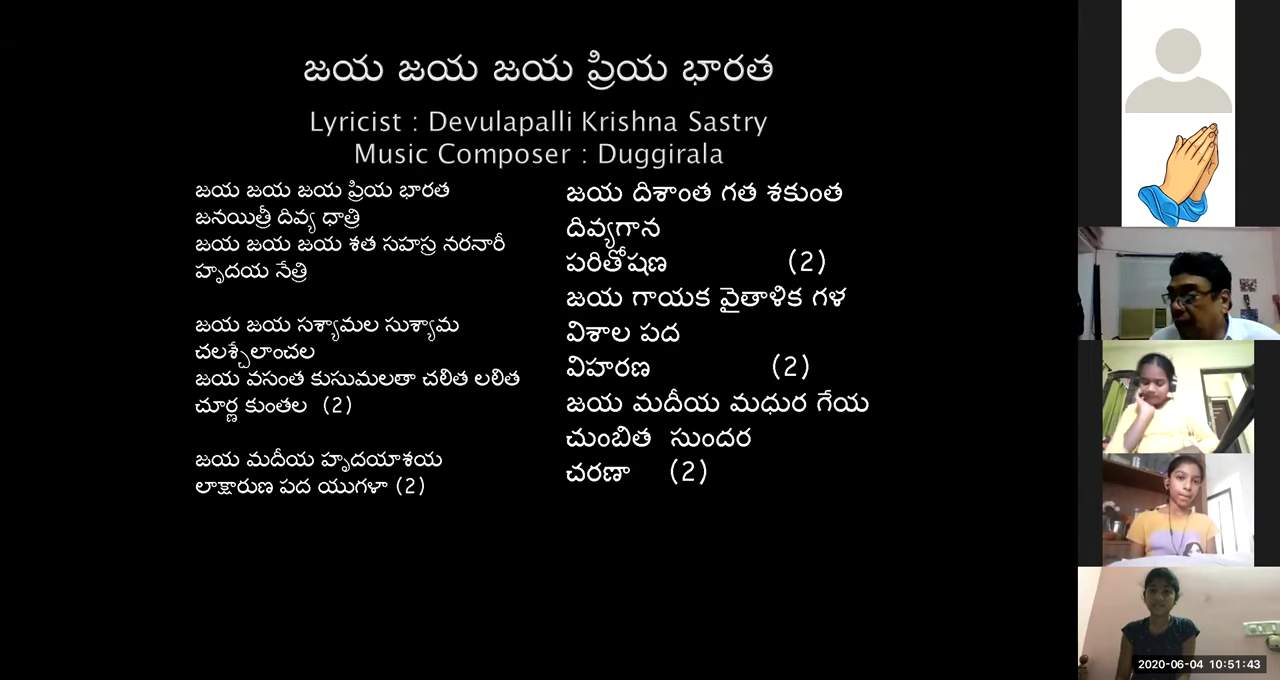 జయ జయ జయ ప్రియ భారత
Lyricist : Devulapalli Krishna Sastry
Music Composer : Duggirala
జయ జయ జయ ప్రియ భారత
జనయిత్రీ దివ్య ధాత్రి
జయ జయ జయ శత సహస్ర నరనారీ
హృదయ నేత్రి
జయ జయ సశ్యామల సుశ్యామ
చలశ్చేలాంచల
జయ వసంత కుసుమలతా చలిత లలిత
చూర్ణ కుంతల (2)
జయ మదీయ హృదయాశయ
లాక్షారుణ పద యుగళా (2)
జయ దిశాంత గత శకుంత
దివ్యగాన
పరితోషణ (2)
జయ గాయక వైతాళిక గళ
విశాల పద
విహరణ (2)
జయ మదీయ మధుర గేయ
చుంబిత సుందర
చరణా (2)
2020-06-04 10:51:43